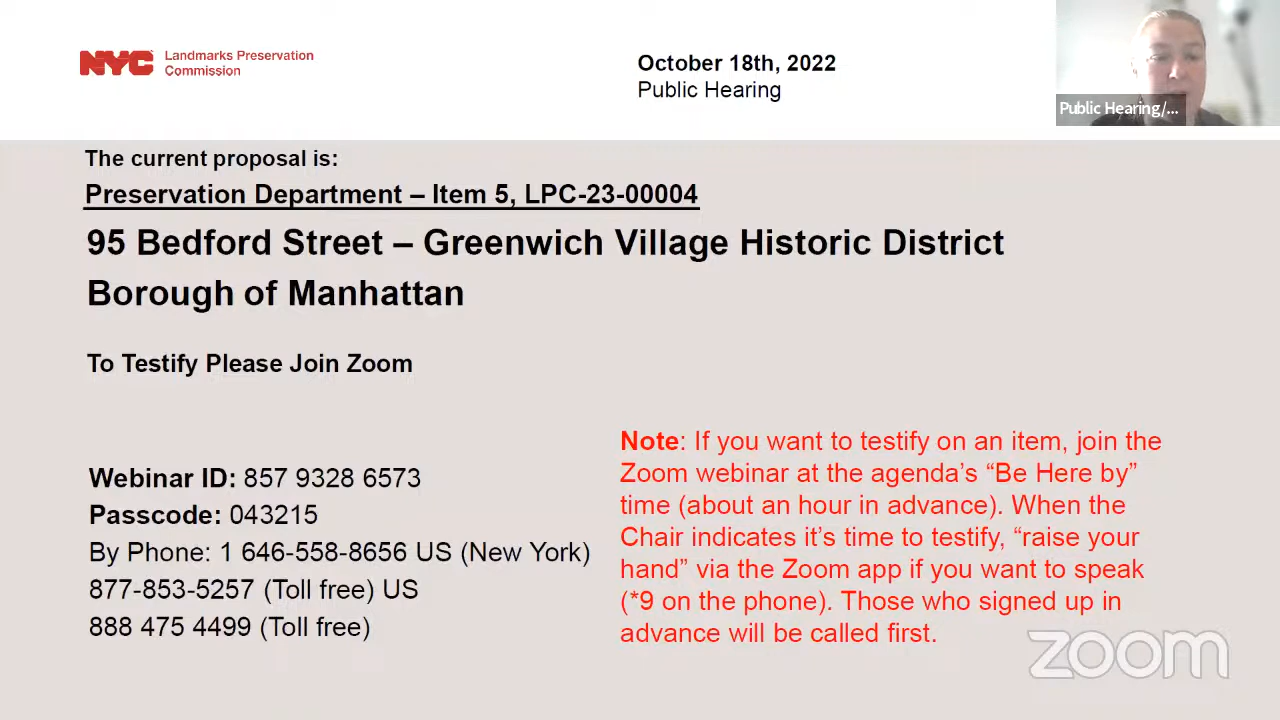 NYC Landmarks Preservation
Commission
October 18th, 2022
Public Hearing
Public Hearing/...
The current proposal is:
Preservation Department – Item 5, LPC-23-00004
95 Bedford Street – Greenwich Village Historic District
Borough of Manhattan
To Testify Please Join Zoom
Webinar ID: 857 9328 6573
Passcode: 043215
By Phone: 1 646-558-8656 US (New York)
877-853-5257 (Toll free) US
888 475 4499 (Toll free)
Note: If you want to testify on an item, join the
Zoom webinar at the agenda’s “Be Here by”
time (about an hour in advance). When the
Chair indicates it’s time to testify, “raise your
hand” via the Zoom app if you want to speak
(*9 on the phone). Those who signed up in
advance will be called first.
zoom